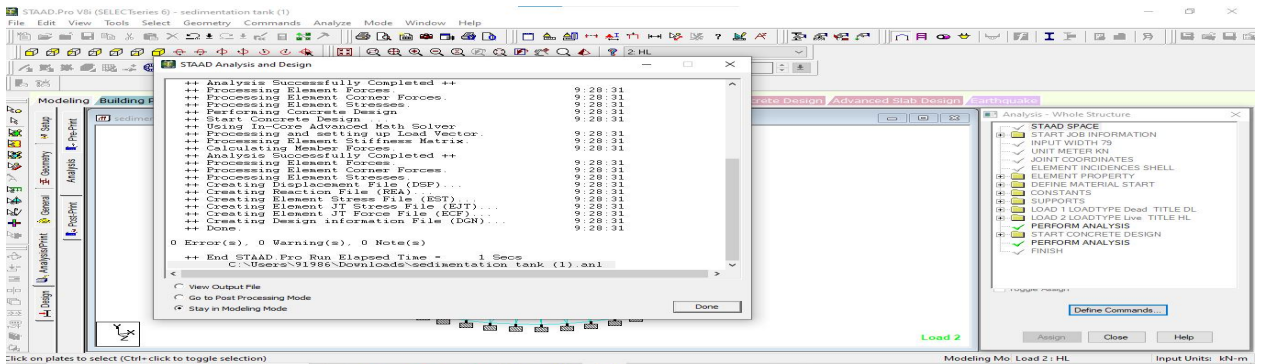 STAAD.Pro V8i (SELECTseries 6) - sedimentation tank (1)
File Edit View Tools Select Geometry Commands Analyze Mode Window Help
2: HL
STAAD Analysis and Design
Modeling Building P
crete Design Advanced Slab Design Earthquake
sedimen
Setup
Geometry
General
Analysis/Print
Design
Pre-Print
Analysis
Post-Print
++ Analysis Successfully Completed ++
++ Processing Element Forces. 9:28:31
++ Processing Element Corner Forces. 9:28:31
++ Processing Element Stresses. 9:28:31
++ Performing Concrete Design 9:28:31
++ Start Concrete Design ... 9:28:31
++ Using In-Core Advanced Math Solver
++ Processing and setting up Load Vector. 9:28:31
++ Processing Element Stiffness Matrix. 9:28:31
++ Calculating Member Forces. 9:28:31
++ Analysis Successfully Completed ++
++ Processing Element Forces. 9:28:31
++ Processing Element Corner Forces. 9:28:31
++ Processing Element Stresses. 9:28:31
++ Creating Displacement File (DSP)... 9:28:31
++ Creating Reaction File (REA)... 9:28:31
++ Creating Element Stress File (EST)... 9:28:31
++ Creating Element JT Stress File (EJT)... 9:28:31
++ Creating Element JT Force File (ECF)... 9:28:31
++ Creating Design information File (DGN)... 9:28:31
++ Done. 9:28:31
0 Error(s), 0 Warning(s), 0 Note(s)
++ End STAAD.Pro Run Elapsed Time = 1 Secs
C:\Users\91986\Downloads\sedimentation tank (1).anl
View Output File
Go to Post Processing Mode
Stay in Modeling Mode
Done
Analysis - Whole Structure
STAAD SPACE
START JOB INFORMATION
INPUT WIDTH 79
UNIT METER KN
JOINT COORDINATES
ELEMENT INCIDENCES SHELL
ELEMENT PROPERTY
DEFINE MATERIAL START
CONSTANTS
SUPPORTS
LOAD 1 LOADTYPE Dead TITLE DL
LOAD 2 LOADTYPE Live TITLE HL
PERFORM ANALYSIS
START CONCRETE DESIGN
PERFORM ANALYSIS
FINISH
Toggle Assign
Define Commands...
Assign Close Help
Y
X
Z
Load 2
Click on plates to select (Ctrl+click to toggle selection)
Modeling Mo Load 2 : HL Input Units: kN-m